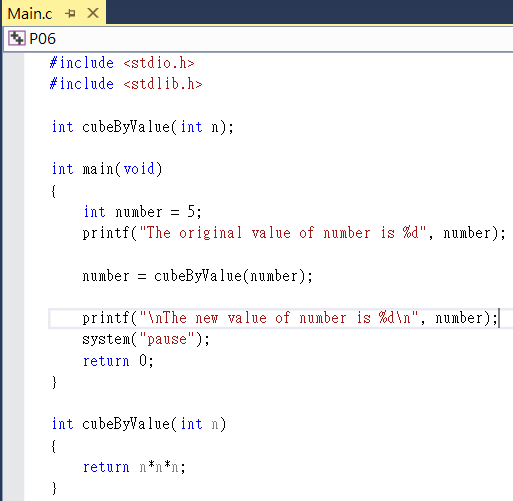 Main.c
P06
#include <stdio.h>
#include <stdlib.h>
int cubeByValue(int n);
int main(void)
{
int number = 5;
printf("The original value of number is %d", number);
number = cubeByValue(number);
printf("\nThe new value of number is %d\n", number);
system("pause");
return 0;
}
int cubeByValue(int n)
{
return n*n*n;
}